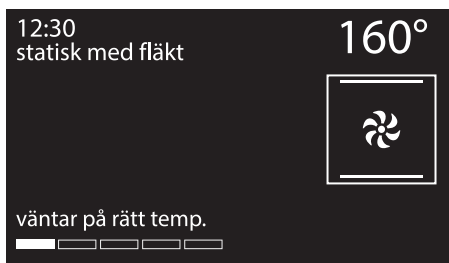 12:30
statisk med fläkt
160°
väntar på rätt temp.